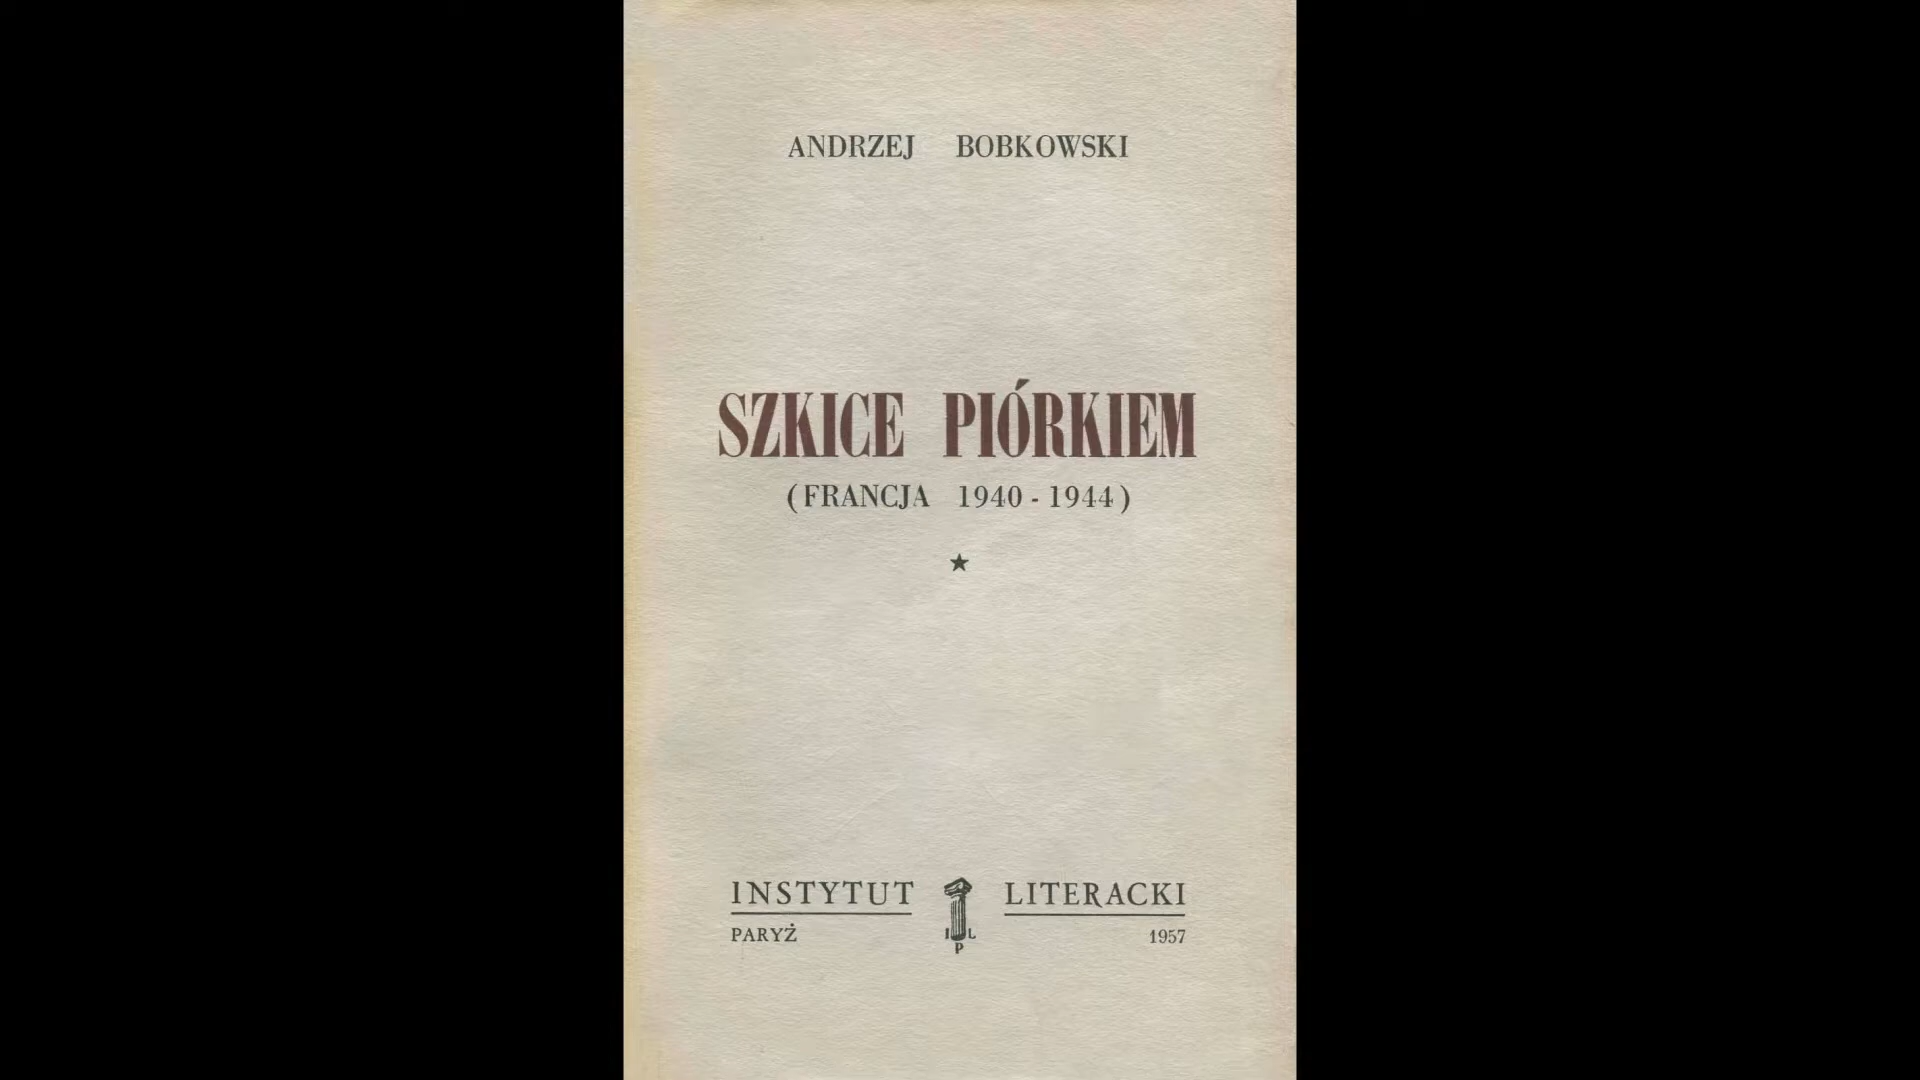 ANDRZEJ BOBKOWSKI
SZKICE PIÓRKIEM
(FRANCJA 1940 - 1944)
★
INSTYTUT LITERACKI
PARYŻ 1957
I L
P